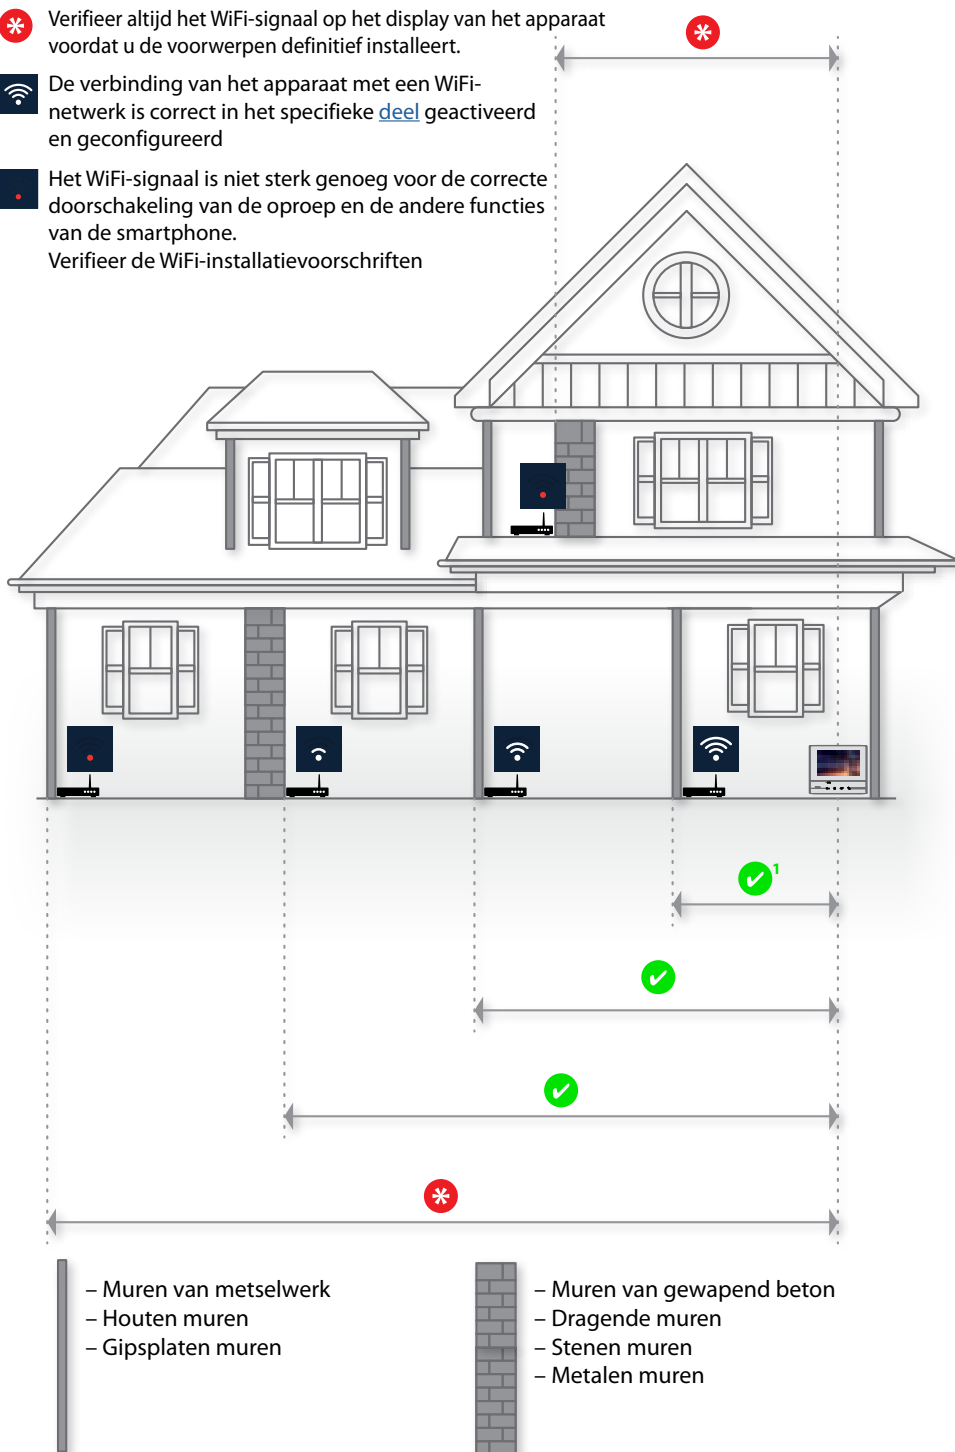 Verifieer altijd het WiFi-signaal op het display van het apparaat
voordat u de voorwerpen definitief installeert.
De verbinding van het apparaat met een WiFi-
netwerk is correct in het specifieke deel geactiveerd
en geconfigureerd
Het WiFi-signaal is niet sterk genoeg voor de correcte
doorschakeling van de oproep en de andere functies
van de smartphone.
Verifieer de WiFi-installatievoorschriften
1
– Muren van metselwerk
– Houten muren
– Gipsplaten muren
– Muren van gewapend beton
– Dragende muren
– Stenen muren
– Metalen muren